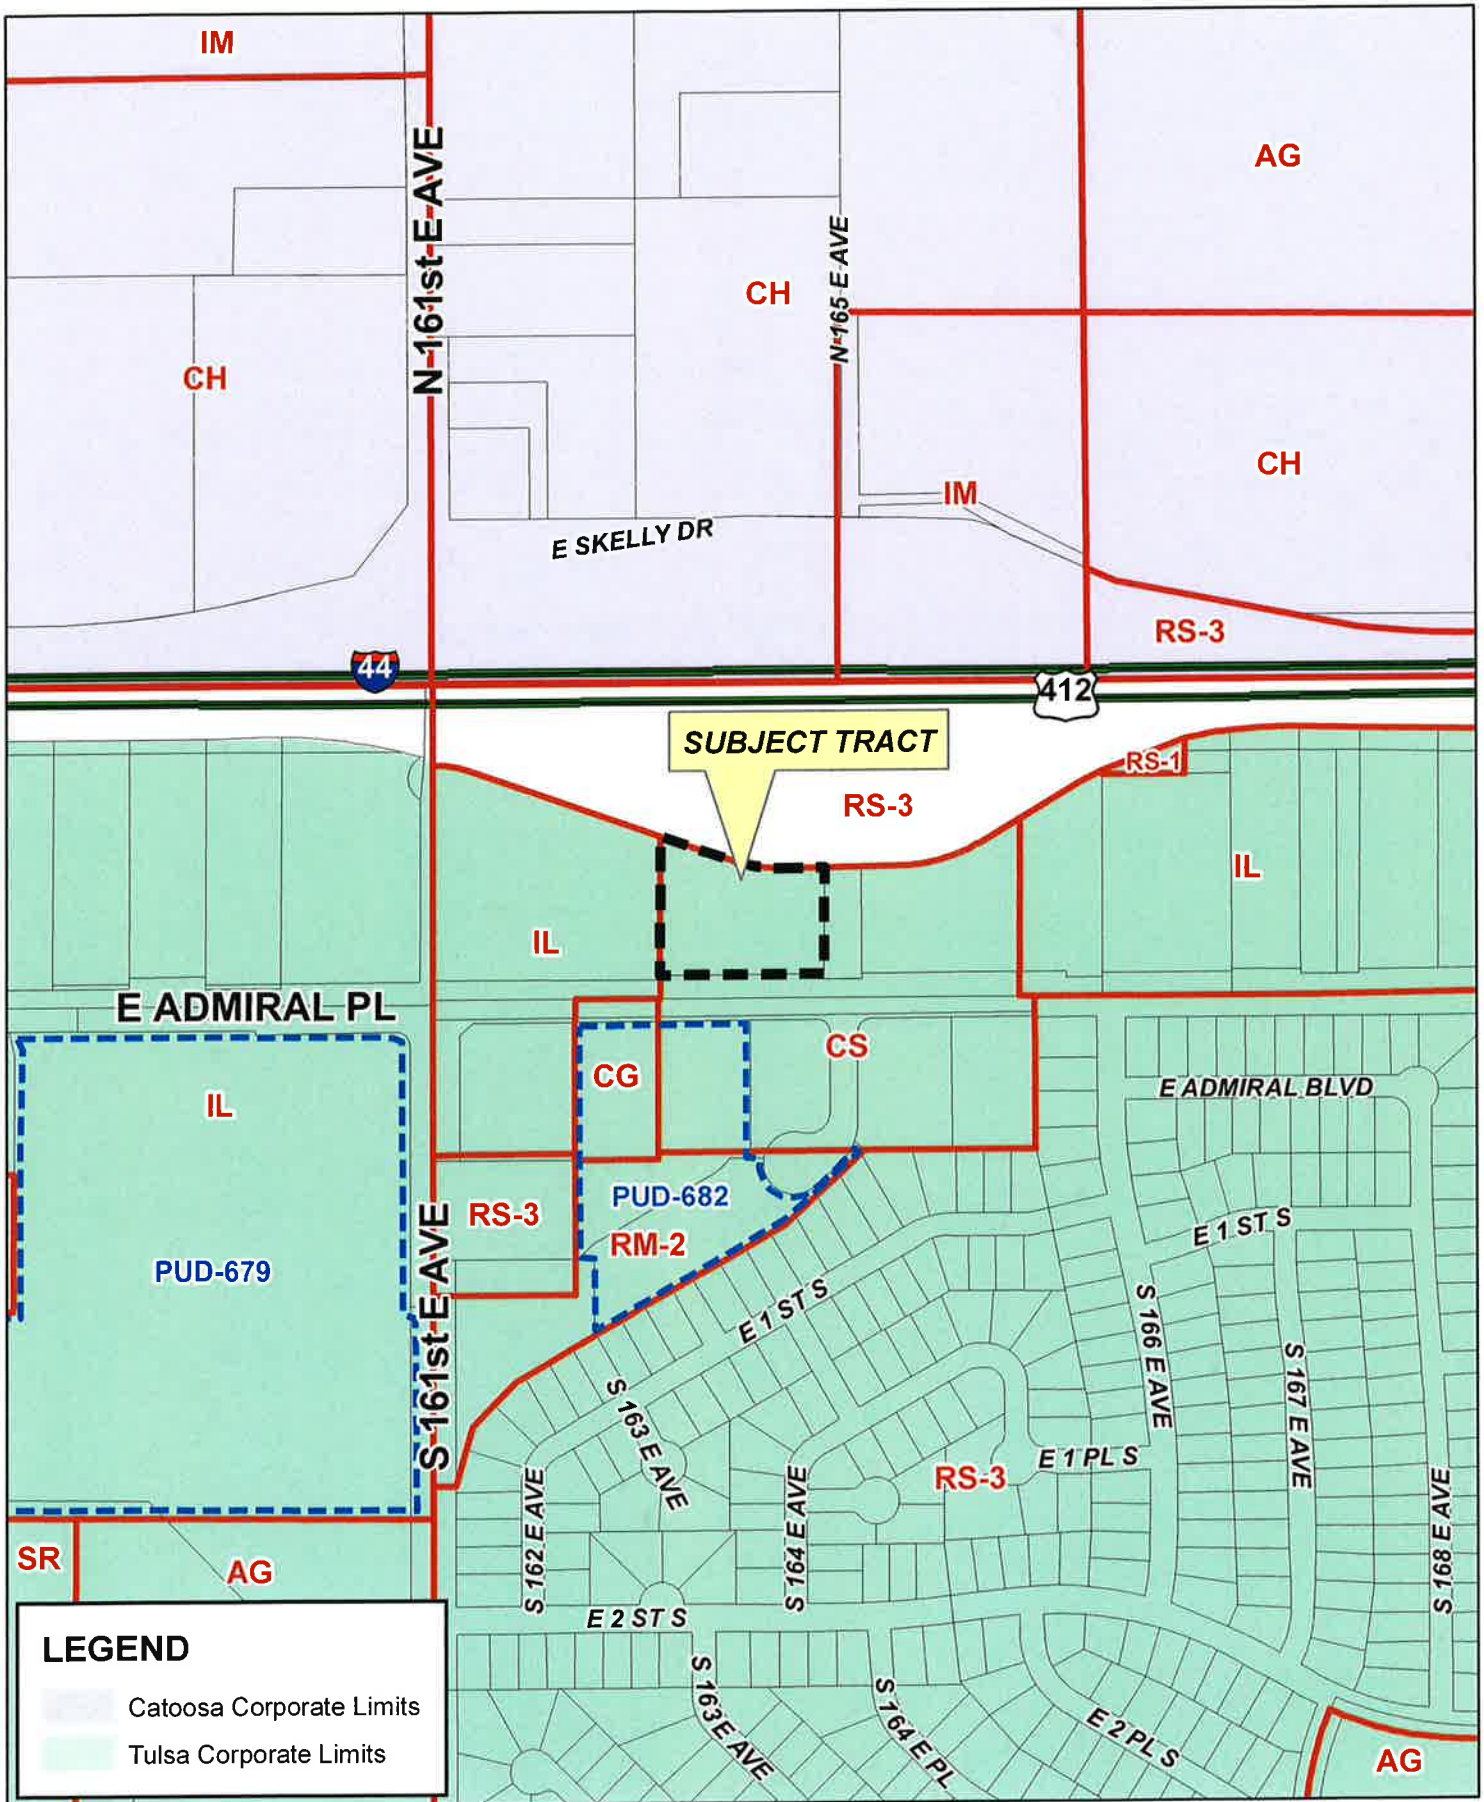 IM
AG
N 161st E AVE
N 165 E AVE
CH
CH
CH
IM
E SKELLY DR
RS-3
44
412
SUBJECT TRACT
RS-1
RS-3
IL
IL
E ADMIRAL PL
CS
CG
E ADMIRAL BLVD
IL
PUD-682
RS-3
E 1 ST S
RM-2
PUD-679
S 161st E AVE
E 1 ST S
S 166 E AVE
S 167 E AVE
S 163 E AVE
E 1 PL S
RS-3
S 162 E AVE
S 164 E AVE
S 168 E AVE
SR
AG
E 2 ST S
LEGEND
Catoosa Corporate Limits
Tulsa Corporate Limits
S 163 E AVE
S 164 E PL
E 2 PL S
AG